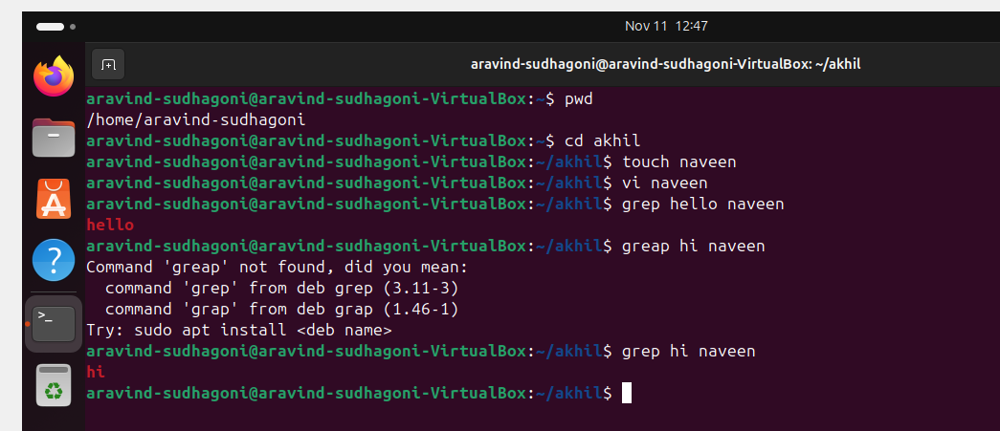 Nov 11 12:47
aravind-sudhagoni@aravind-sudhagoni-VirtualBox: ~/akhil
aravind-sudhagoni@aravind-sudhagoni-VirtualBox:~$ pwd
/home/aravind-sudhagoni
aravind-sudhagoni@aravind-sudhagoni-VirtualBox:~$ cd akhil
aravind-sudhagoni@aravind-sudhagoni-VirtualBox:~/akhil$ touch naveen
aravind-sudhagoni@aravind-sudhagoni-VirtualBox:~/akhil$ vi naveen
aravind-sudhagoni@aravind-sudhagoni-VirtualBox:~/akhil$ grep hello naveen
hello
aravind-sudhagoni@aravind-sudhagoni-VirtualBox:~/akhil$ greap hi naveen
Command 'greap' not found, did you mean:
  command 'grep' from deb grep (3.11-3)
  command 'grap' from deb grap (1.46-1)
Try: sudo apt install <deb name>
aravind-sudhagoni@aravind-sudhagoni-VirtualBox:~/akhil$ grep hi naveen
hi
aravind-sudhagoni@aravind-sudhagoni-VirtualBox:~/akhil$